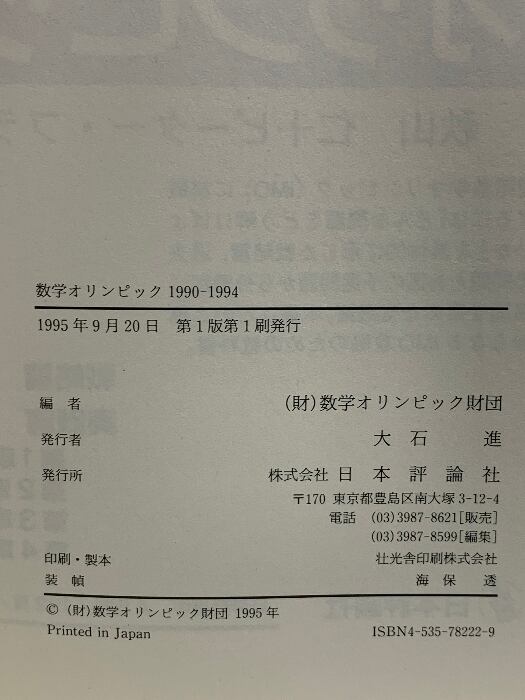 数学オリンピック 1990-1994
1995年9月20日 第1版第1刷発行
編者 (財)数学オリンピック財団
発行者 大石 進
発行所 株式会社 日本評論社
〒170 東京都豊島区南大塚3-12-4
電話 (03)3987-8621[販売]
(03)3987-8599[編集]
印刷・製本 壮光舎印刷株式会社
装幀 海保 透
© (財)数学オリンピック財団 1995年
Printed in Japan ISBN4-535-78222-9